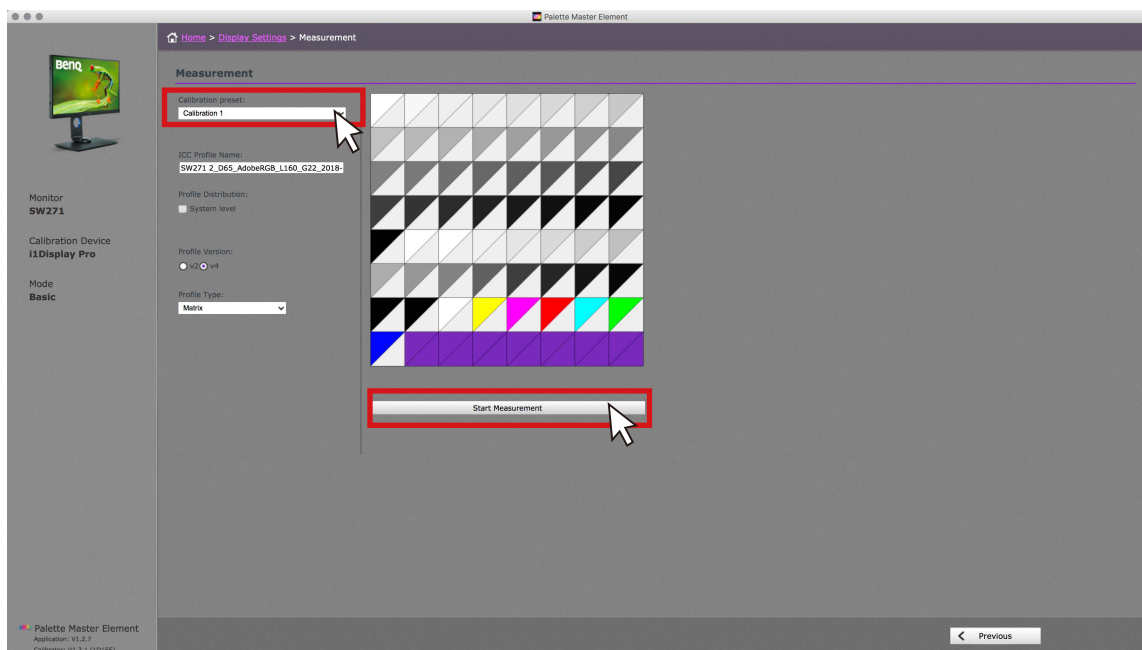 Palette Master Element
Home > Display Settings > Measurement
BenQ
Measurement
Calibration preset:
Calibration 1
ICC Profile Name:
SW271 2_D65_AdobeRGB_L160_G22_2018-
Profile Distribution:
System level
Profile Version:
v2 v4
Profile Type:
Matrix
Monitor
SW271
Calibration Device
i1Display Pro
Mode
Basic
Start Measurement
Palette Master Element
Application: V1.2.7
Previous